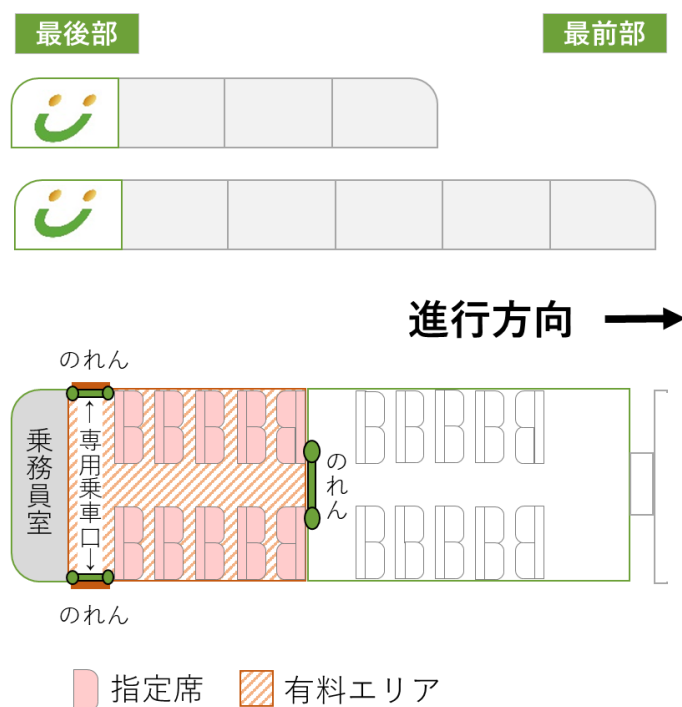 最後部
最前部
進行方向
のれん
乗務員室
←専用乗車口→
のれん
のれん
指定席
有料エリア